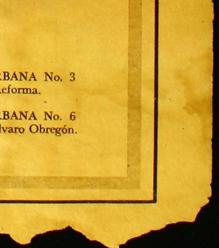 RBANA No. 3
Reforma.
RBANA No. 6
lvaro Obregón.